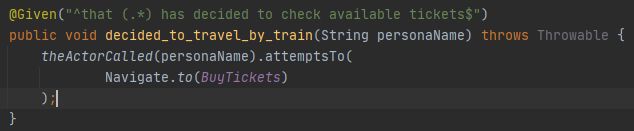 @Given("^that (.*) has decided to check available tickets$")
public void decided_to_travel_by_train(String personaName) throws Throwable {
    theActorCalled(personaName).attemptsTo(
            Navigate.to(BuyTickets)
    );
}